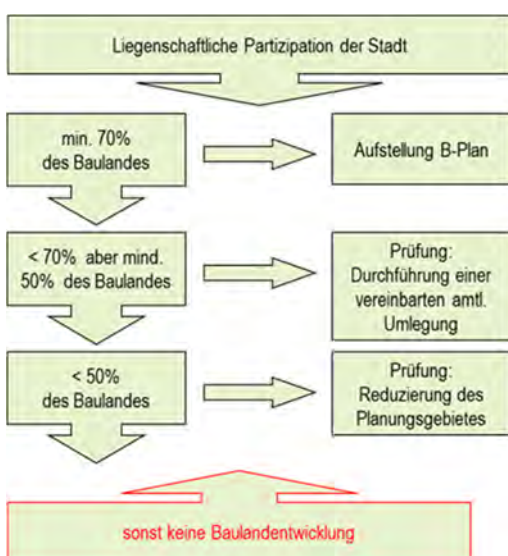 Liegenschaftliche Partizipation der Stadt
min. 70%
des Baulandes
Aufstellung B-Plan
< 70% aber mind.
50% des Baulandes
Prüfung:
Durchführung einer
vereinbarten amtl.
Umlegung
< 50%
des Baulandes
Prüfung:
Reduzierung des
Planungsgebietes
sonst keine Baulandentwicklung